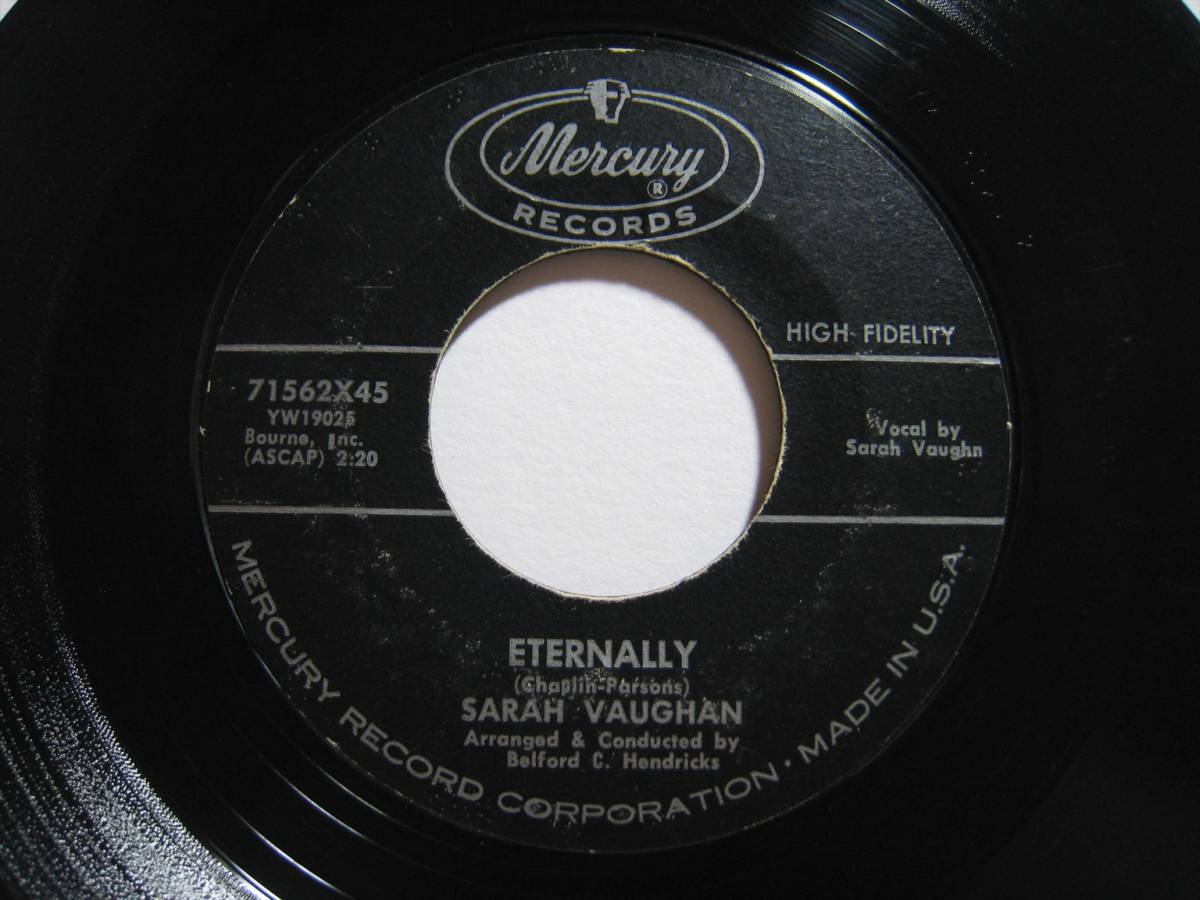 Mercury
®
RECORDS
HIGH FIDELITY
71562X45
YW19025
Bourne, Inc.
(ASCAP) 2:20
Vocal by
Sarah Vaughn
ETERNALLY
(Chaplin-Parsons)
SARAH VAUGHAN
Arranged & Conducted by
Belford C. Hendricks
MERCURY RECORD CORPORATION · MADE IN U.S.A.